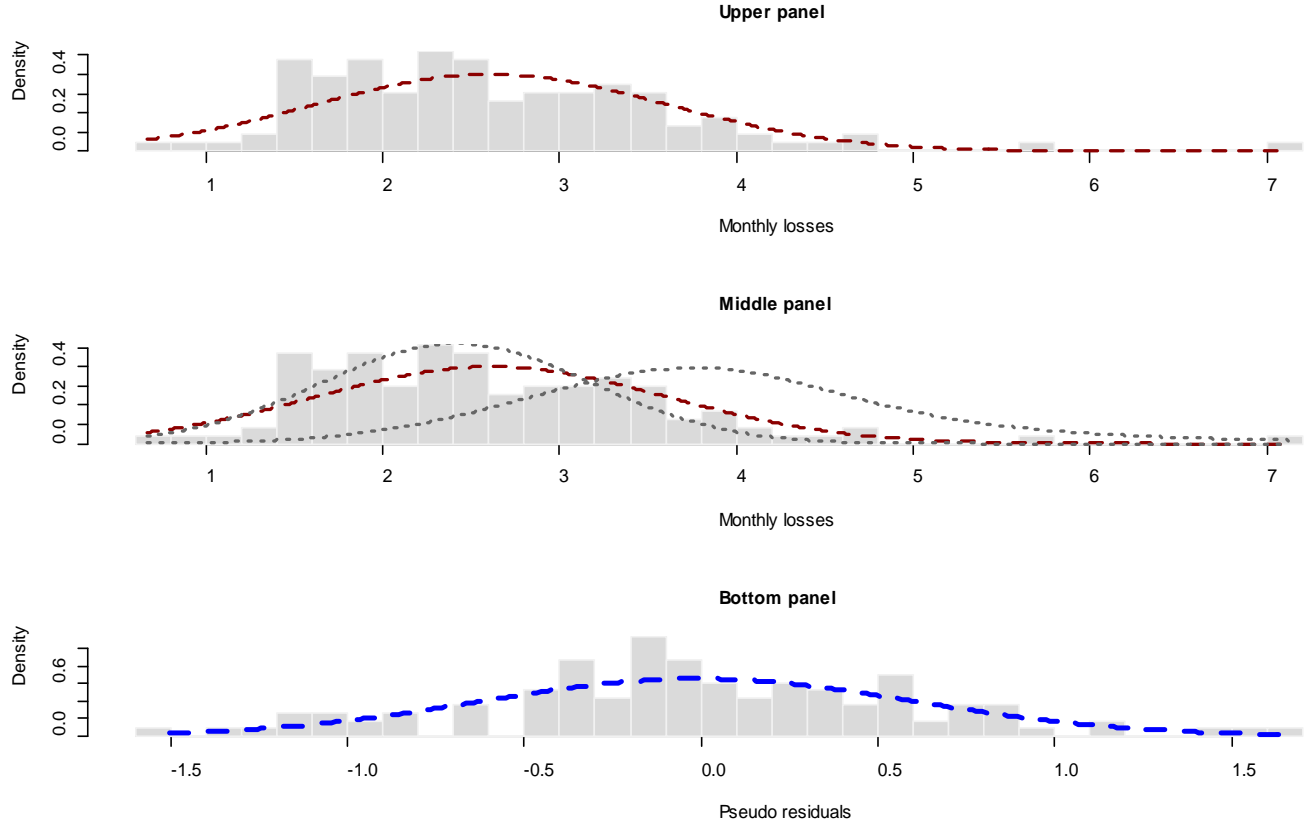 Upper panel
Density
0.0 0.2 0.4
1 2 3 4 5 6 7
Monthly losses
Middle panel
Density
0.0 0.2 0.4
1 2 3 4 5 6 7
Monthly losses
Bottom panel
Density
0.0 0.6
-1.5 -1.0 -0.5 0.0 0.5 1.0 1.5
Pseudo residuals